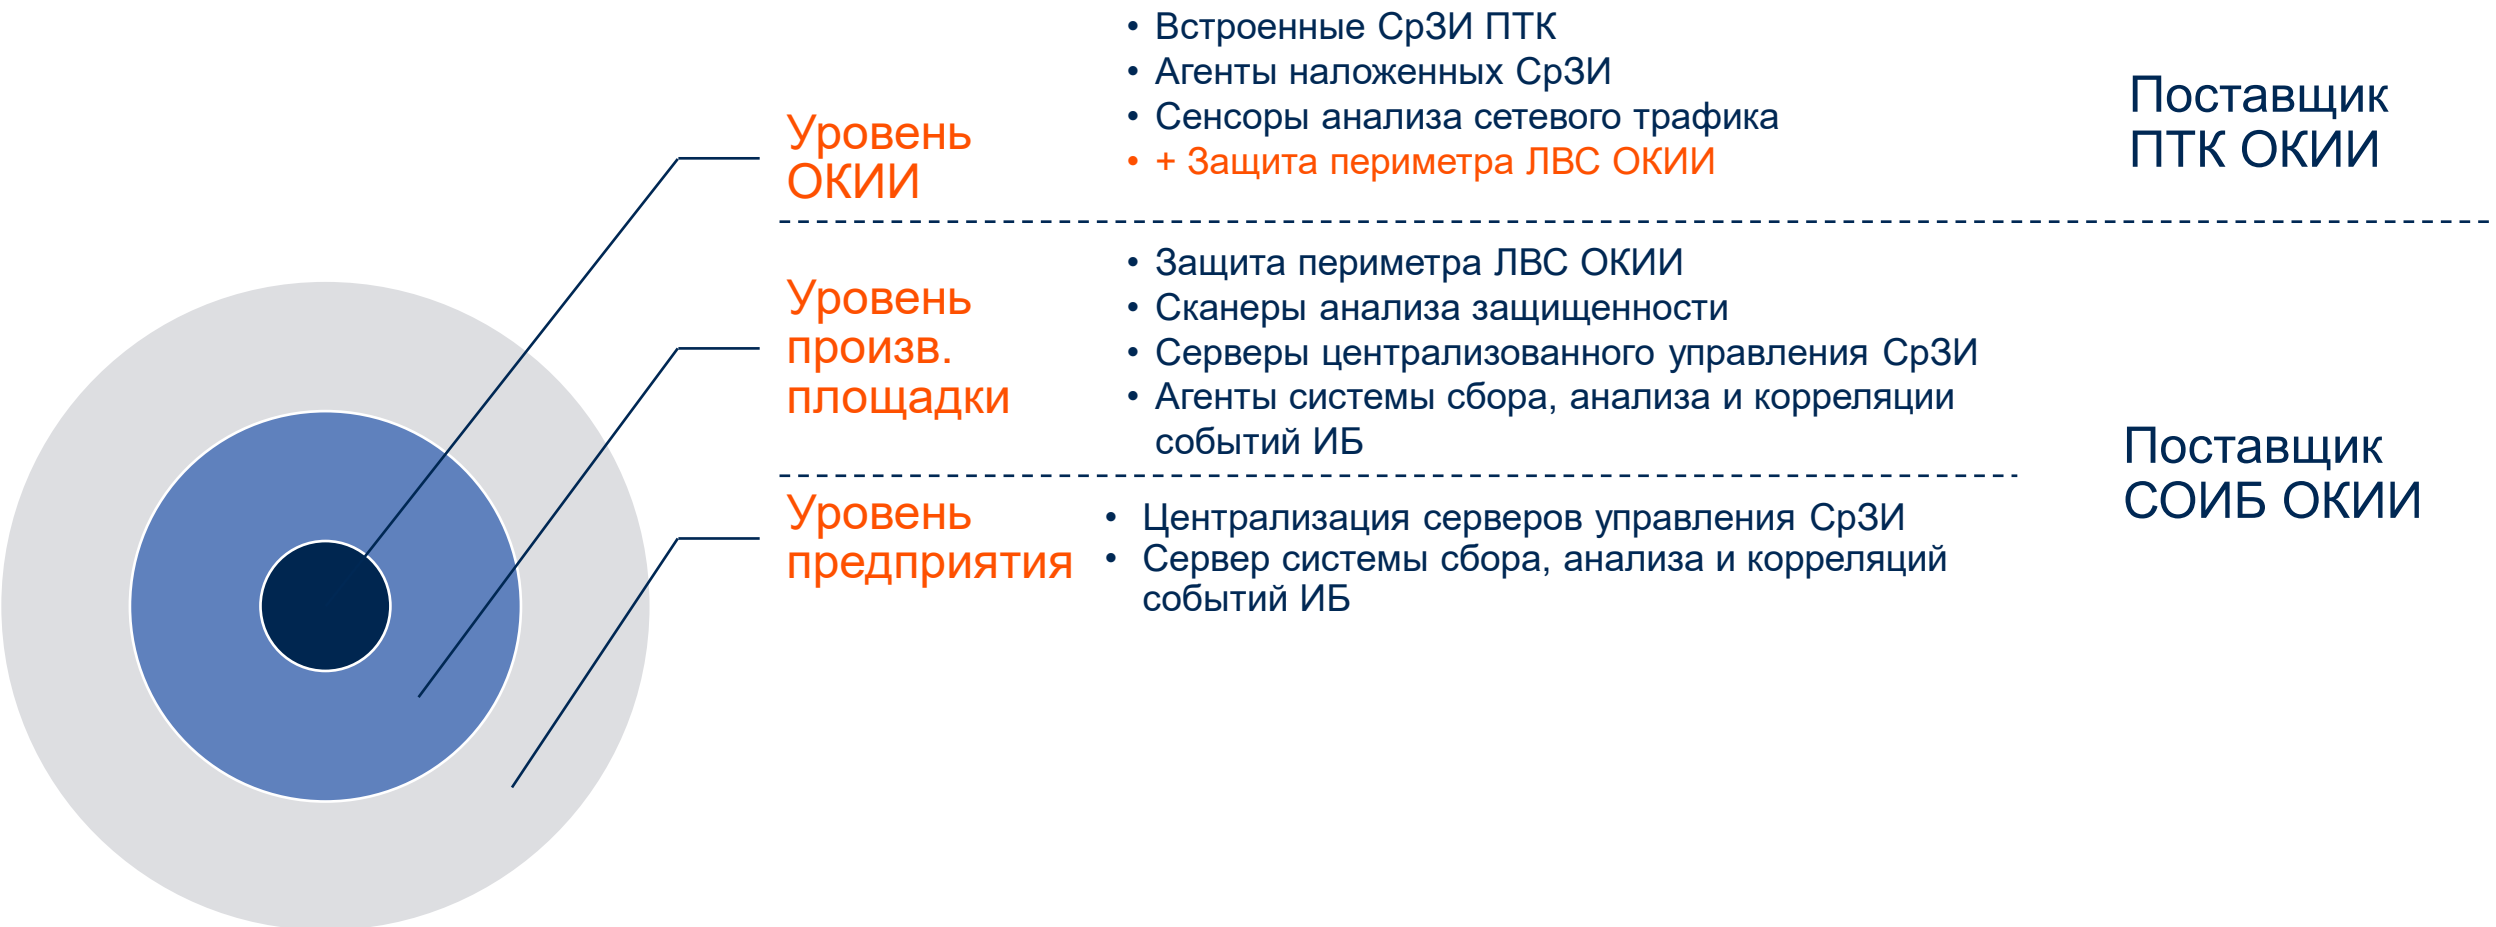 Уровень
ОКИИ
• Встроенные СрЗИ ПТК
• Агенты наложенных СрЗИ
• Сенсоры анализа сетевого трафика
• + Защита периметра ЛВС ОКИИ
Поставщик
ПТК ОКИИ
Уровень
произв.
площадки
• Защита периметра ЛВС ОКИИ
• Сканеры анализа защищенности
• Серверы централизованного управления СрЗИ
• Агенты системы сбора, анализа и корреляции
событий ИБ
Уровень
предприятия
• Централизация серверов управления СрЗИ
• Сервер системы сбора, анализа и корреляций
событий ИБ
Поставщик
СОИБ ОКИИ